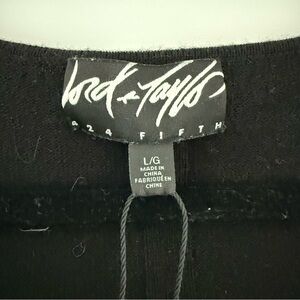 Lord & Taylor
424 FIFTH
L/G
MADE IN
CHINA
FABRIQUÉ EN
CHINE